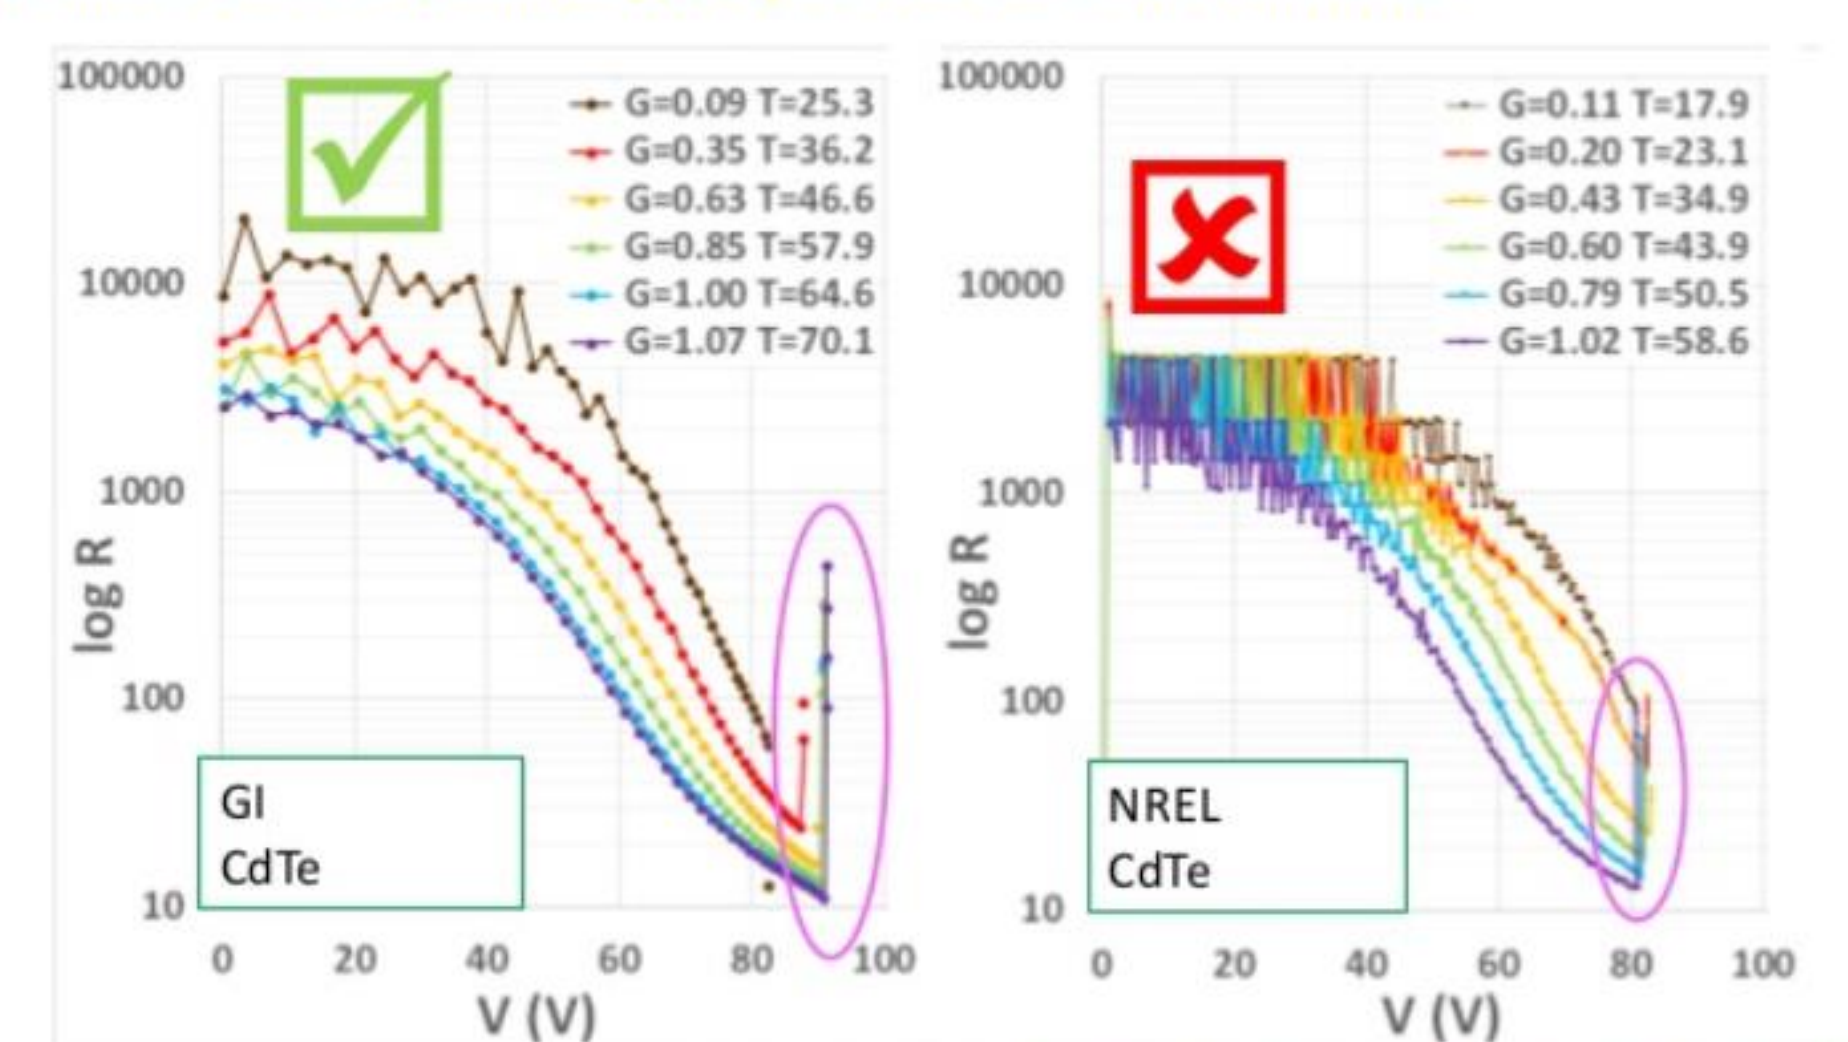 100000
10000
1000
100
10
log R
G=0.09 T=25.3
G=0.35 T=36.2
G=0.63 T=46.6
G=0.85 T=57.9
G=1.00 T=64.6
G=1.07 T=70.1
GI
CdTe
0 20 40 60 80 100
V (V)
100000
10000
1000
100
10
log R
G=0.11 T=17.9
G=0.20 T=23.1
G=0.43 T=34.9
G=0.60 T=43.9
G=0.79 T=50.5
G=1.02 T=58.6
NREL
CdTe
0 20 40 60 80 100
V (V)